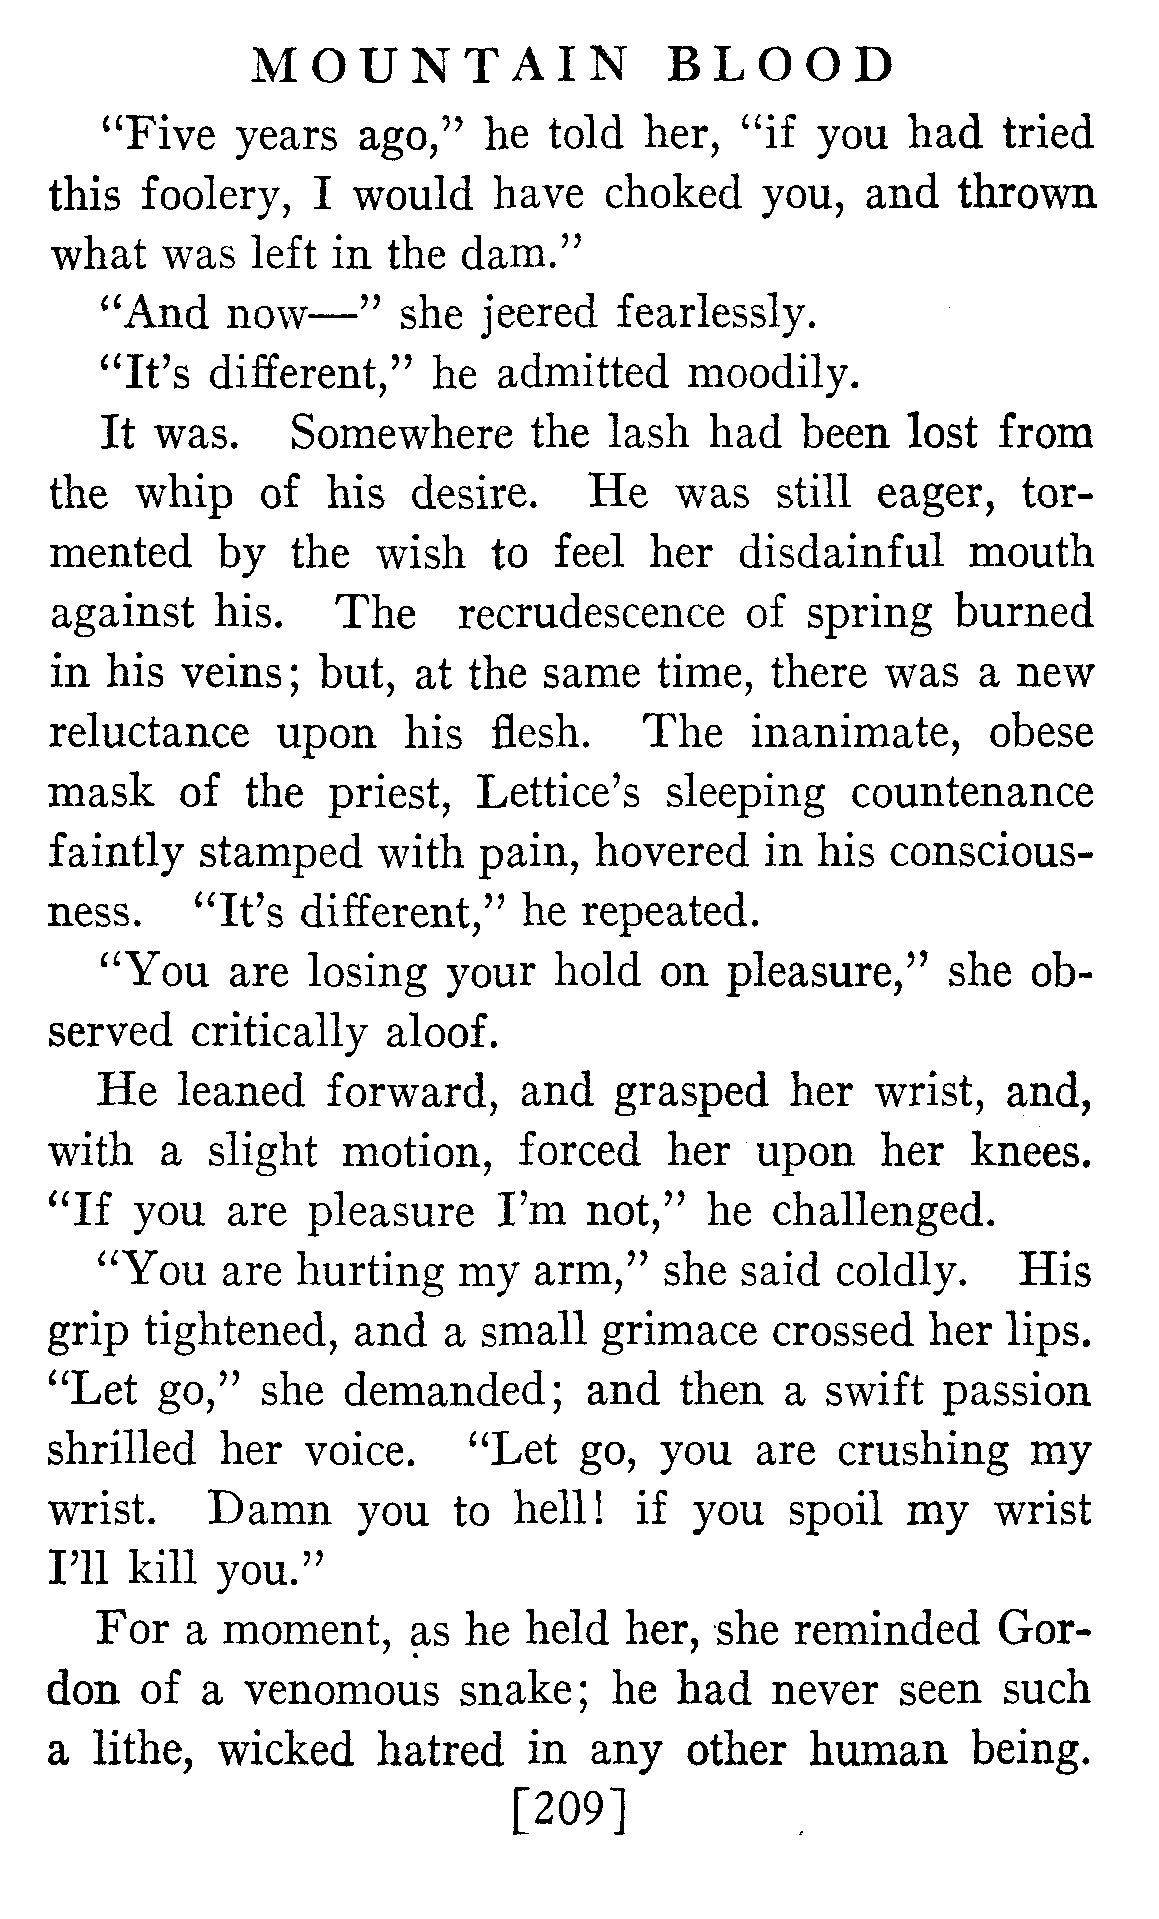 MOUNTAIN BLOOD
“Five years ago,” he told her, “if you had tried
this foolery, I would have choked you, and thrown
what was left in the dam.”
“And now—” she jeered fearlessly.
“It’s different,” he admitted moodily.
It was. Somewhere the lash had been lost from
the whip of his desire. He was still eager, tor-
mented by the wish to feel her disdainful mouth
against his. The recrudescence of spring burned
in his veins; but, at the same time, there was a new
reluctance upon his flesh. The inanimate, obese
mask of the priest, Lettice’s sleeping countenance
faintly stamped with pain, hovered in his conscious-
ness. “It’s different,” he repeated.
“You are losing your hold on pleasure,” she ob-
served critically aloof.
He leaned forward, and grasped her wrist, and,
with a slight motion, forced her upon her knees.
“If you are pleasure I’m not,” he challenged.
“You are hurting my arm,” she said coldly. His
grip tightened, and a small grimace crossed her lips.
“Let go,” she demanded; and then a swift passion
shrilled her voice. “Let go, you are crushing my
wrist. Damn you to hell! if you spoil my wrist
I’ll kill you.”
For a moment, as he held her, she reminded Gor-
don of a venomous snake; he had never seen such
a lithe, wicked hatred in any other human being.
[209]